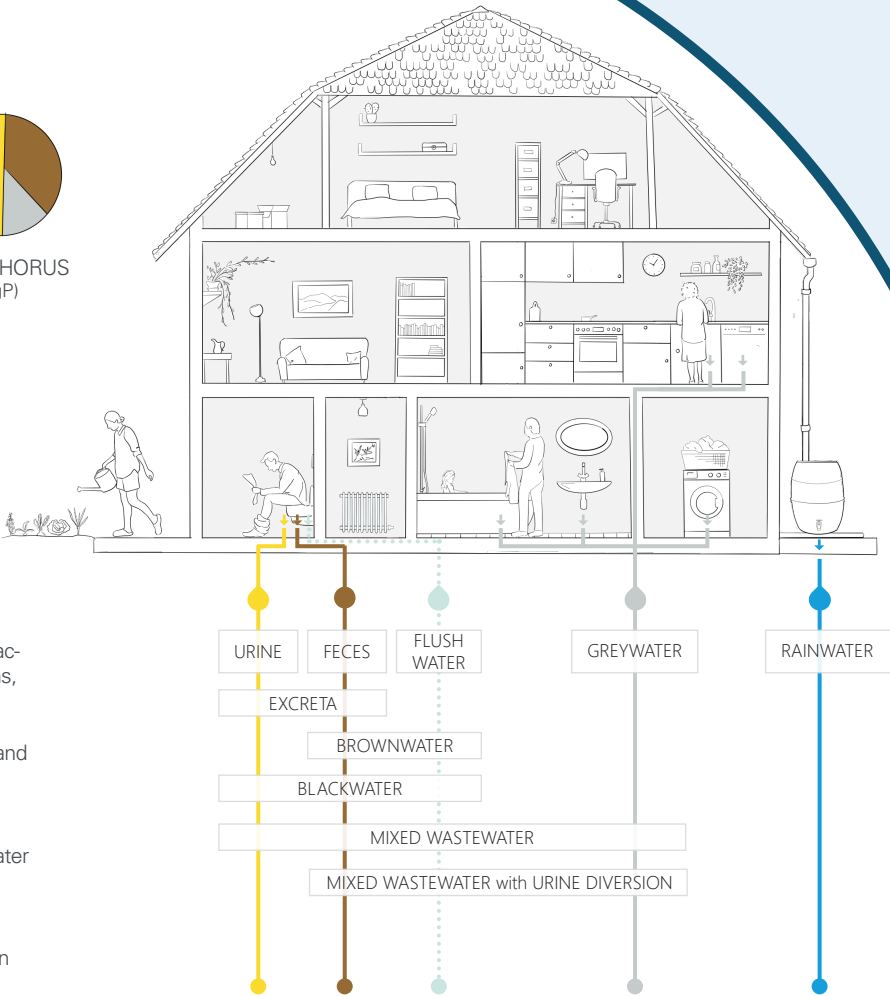 HORUS
P)
ac-
s,
and
ater
n
URINE
FECES
FLUSH
WATER
GREYWATER
RAINWATER
EXCRETA
BROWNWATER
BLACKWATER
MIXED WASTEWATER
MIXED WASTEWATER with URINE DIVERSION